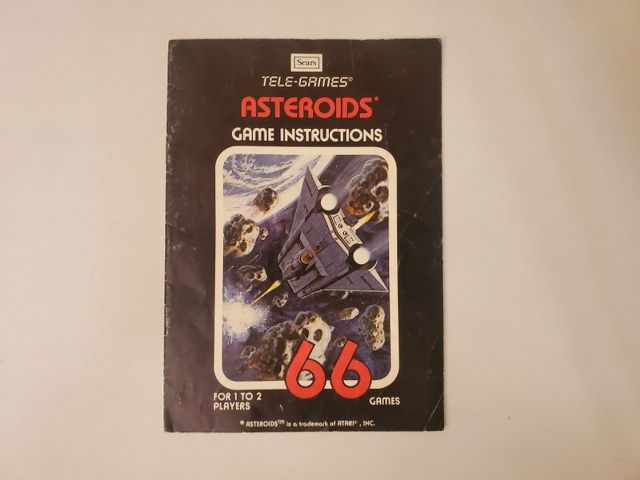 Sears
TELE-GAMES®
ASTEROIDS*
GAME INSTRUCTIONS
66
FOR 1 TO 2
PLAYERS
GAMES
* ASTEROIDS™ is a trademark of ATARI®, INC.